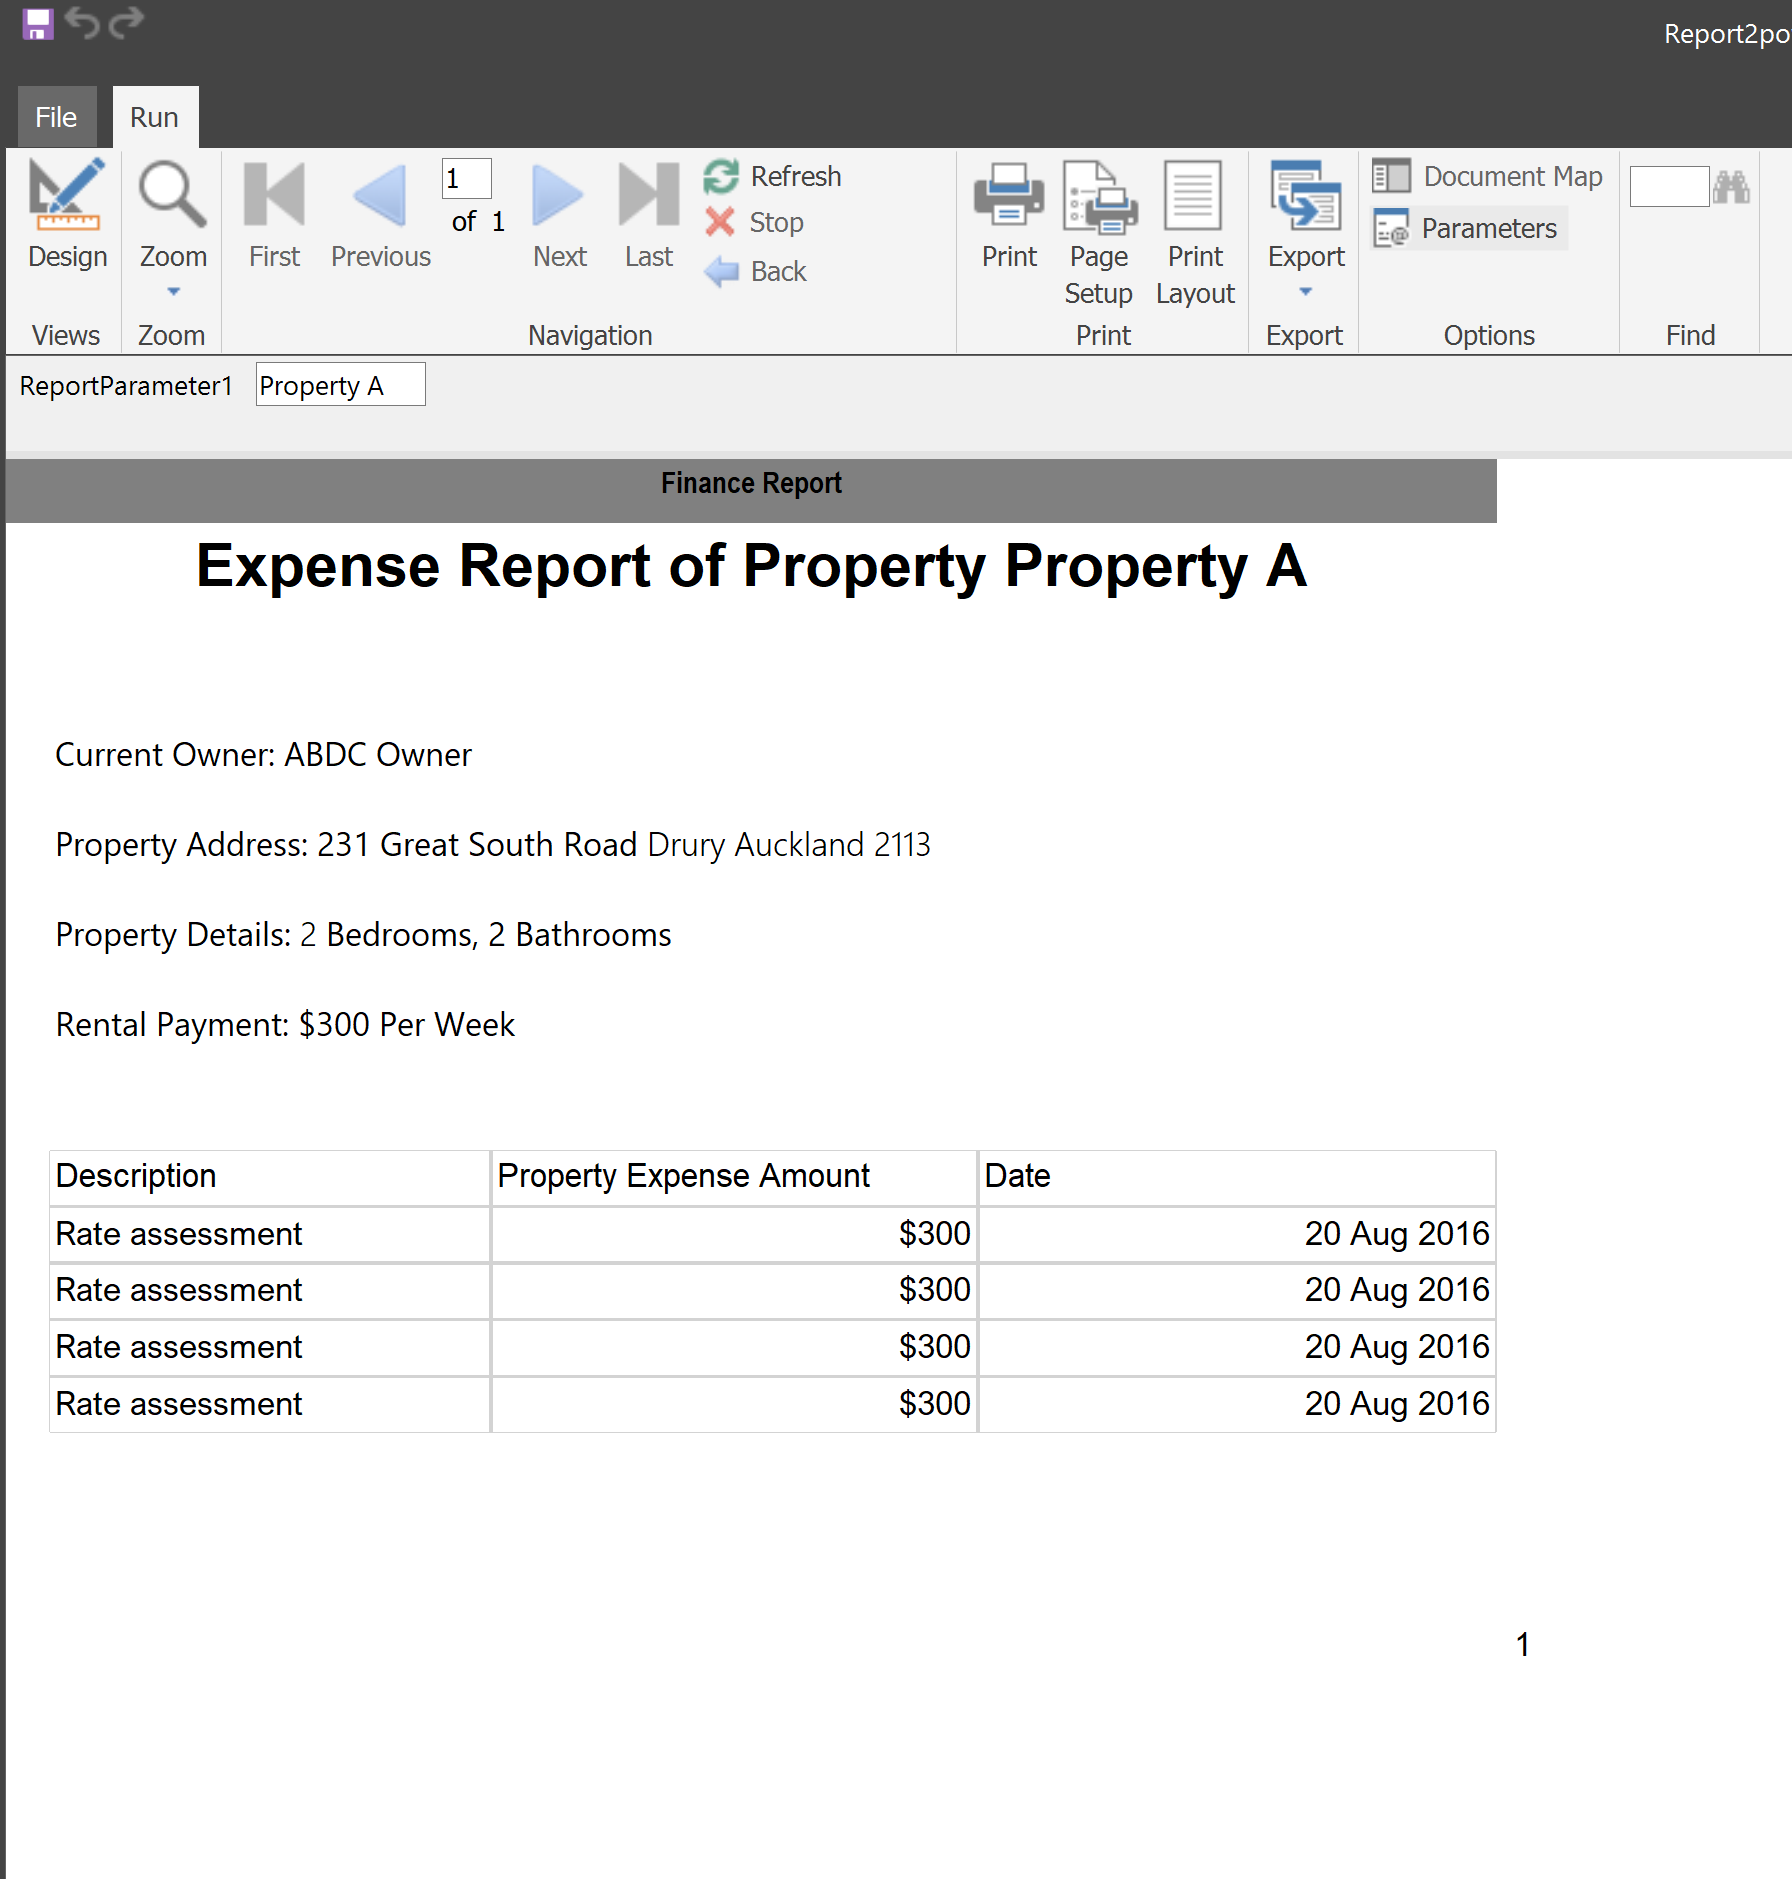 Report2po
File Run
Design Zoom First Previous 1 of 1 Next Last Refresh Stop Back Print Page Setup Print Layout Export Document Map Parameters
Views Zoom Navigation Print Export Options Find
ReportParameter1 Property A
Finance Report
Expense Report of Property Property A
Current Owner: ABDC Owner
Property Address: 231 Great South Road Drury Auckland 2113
Property Details: 2 Bedrooms, 2 Bathrooms
Rental Payment: $300 Per Week
Description Property Expense Amount Date
Rate assessment $300 20 Aug 2016
Rate assessment $300 20 Aug 2016
Rate assessment $300 20 Aug 2016
Rate assessment $300 20 Aug 2016
1